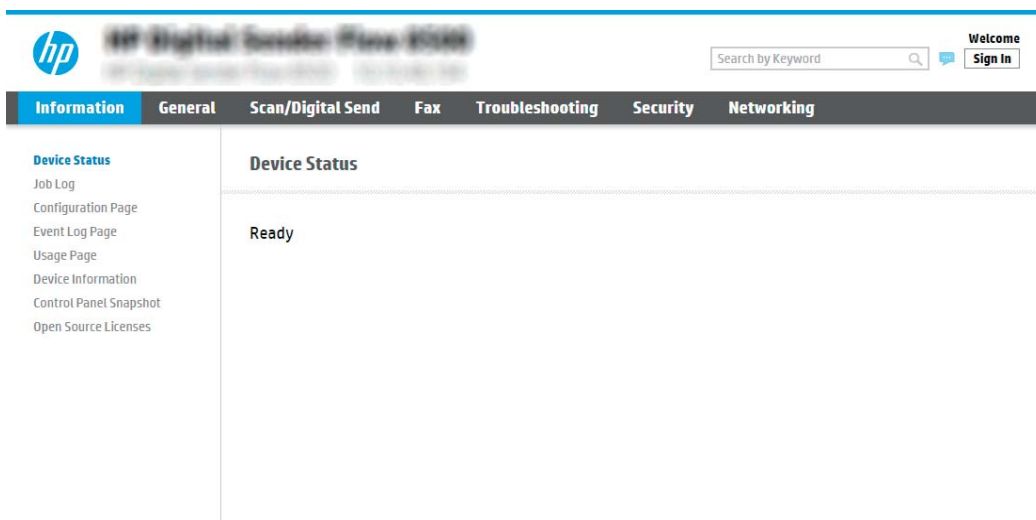 hp
Welcome
Search by Keyword
Sign In
Information General Scan/Digital Send Fax Troubleshooting Security Networking
Device Status
Job Log
Configuration Page
Event Log Page
Usage Page
Device Information
Control Panel Snapshot
Open Source Licenses
Device Status
Ready